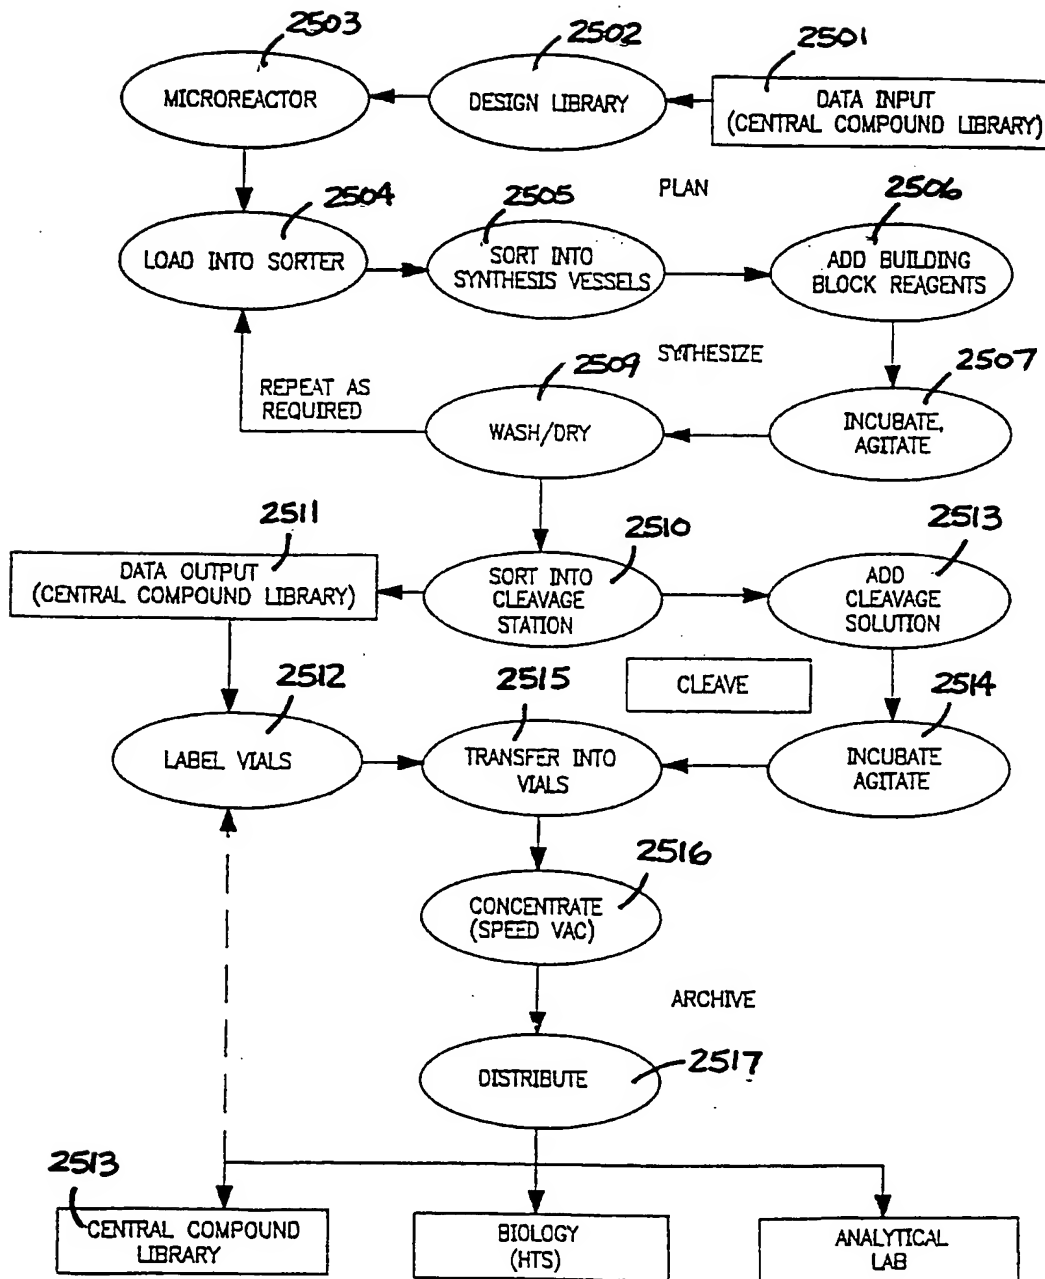 2503
2502
2501
MICROREACTOR
DESIGN LIBRARY
DATA INPUT
(CENTRAL COMPOUND LIBRARY)
PLAN
2504
2505
2506
LOAD INTO SORTER
SORT INTO
SYNTHESIS VESSELS
ADD BUILDING
BLOCK REAGENTS
SYTHESIZE
2509
2507
REPEAT AS
REQUIRED
WASH/DRY
INCUBATE,
AGITATE
2511
2510
2513
DATA OUTPUT
(CENTRAL COMPOUND LIBRARY)
SORT INTO
CLEAVAGE
STATION
ADD
CLEAVAGE
SOLUTION
CLEAVE
2512
2515
2514
LABEL VIALS
TRANSFER INTO
VIALS
INCUBATE
AGITATE
2516
CONCENTRATE
(SPEED VAC)
ARCHIVE
2517
DISTRIBUTE
2513
CENTRAL COMPOUND
LIBRARY
BIOLOGY
(HTS)
ANALYTICAL
LAB